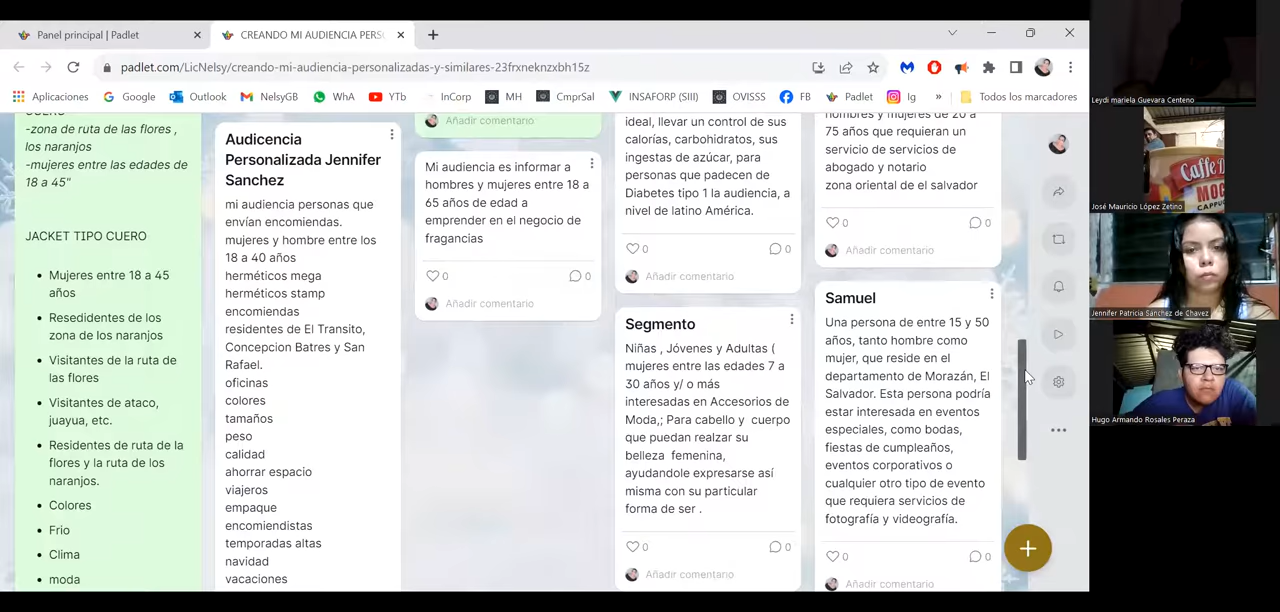 Panel principal | Padlet
CREANDO MI AUDIENCIA PERS
padlet.com/LicNelsy/creando-mi-audiencia-personalizadas-y-similares-23frxneknzxbh15z
Aplicaciones
Google
Outlook
NelsyGB
WhA
YTb
InCorp
MH
CmprSal
INSAFORP (SIII)
OVISSS
FB
Padlet
Ig
»
Todos los marcadores
CUERO
-zona de ruta de las flores ,
los naranjos
-mujeres entre las edades de
18 a 45"
JACKET TIPO CUERO
• Mujeres entre 18 a 45
años
• Resedidentes de los
zona de los naranjos
• Visitantes de la ruta de
las flores
• Visitantes de ataco,
juayua, etc.
• Residentes de ruta de la
flores y la ruta de los
naranjos.
• Colores
• Frio
• Clima
• moda
Audicencia
Personalizada Jennifer
Sanchez
mi audiencia personas que
envían encomiendas.
mujeres y hombre entre los
18 a 40 años
herméticos mega
herméticos stamp
encomiendas
residentes de El Transito,
Concepcion Batres y San
Rafael.
oficinas
colores
tamaños
peso
calidad
ahorrar espacio
viajeros
empaque
encomiendistas
temporadas altas
navidad
vacaciones
Añadir comentario
Mi audiencia es informar a
hombres y mujeres entre 18 a
65 años de edad a
emprender en el negocio de
fragancias
0
0
Añadir comentario
ideal, llevar un control de sus
calorías, carbohidratos, sus
ingestas de azúcar, para
personas que padecen de
Diabetes tipo 1 la audiencia, a
nivel de latino América.
0
0
Añadir comentario
Segmento
Niñas , Jóvenes y Adultas (
mujeres entre las edades 7 a
30 años y/ o más
interesadas en Accesorios de
Moda,; Para cabello y cuerpo
que puedan realzar su
belleza femenina,
ayudandole expresarse así
misma con su particular
forma de ser .
0
0
Añadir comentario
hombres y mujeres de 20 a
75 años que requieran un
servicio de servicios de
abogado y notario
zona oriental de el salvador
0
0
Añadir comentario
Samuel
Una persona de entre 15 y 50
años, tanto hombre como
mujer, que reside en el
departamento de Morazán, El
Salvador. Esta persona podría
estar interesada en eventos
especiales, como bodas,
fiestas de cumpleaños,
eventos corporativos o
cualquier otro tipo de evento
que requiera servicios de
fotografía y videografía.
0
0
Añadir comentario
Leydi mariela Guevara Centeno
Caffe D
MOC
CAPPUC
José Mauricio López Zetino
Jennifer Patricia Sanchez de Chavez
Hugo Armando Rosales Peraza